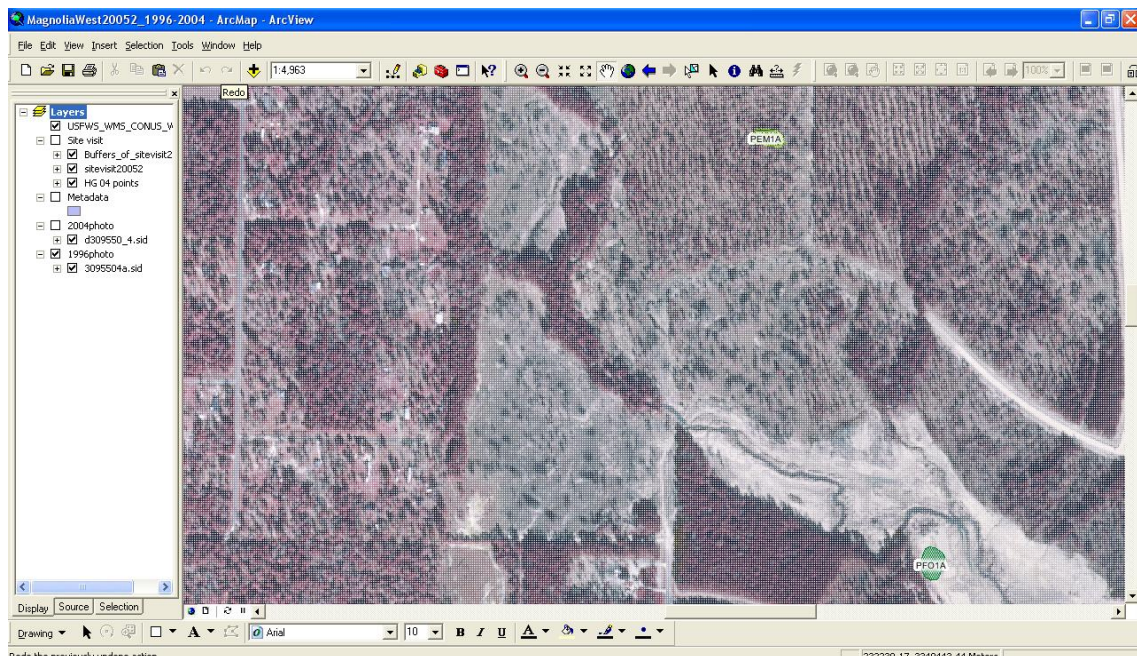 MagnoliaWest20052_1996-2004 - ArcMap - ArcView
File Edit View Insert Selection Tools Window Help
1:4,963
100%
Redo
Layers
USFWS_WMS_CONUS_W
Site visit
Buffers_of_sitevisit2
sitevisit20052
HG 04 points
Metadata
2004photo
d309550_4.sid
1996photo
3095504a.sid
PEM1A
PFO1A
Display Source Selection
Drawing A Arial 10 B I U A
Redo the previously undone action